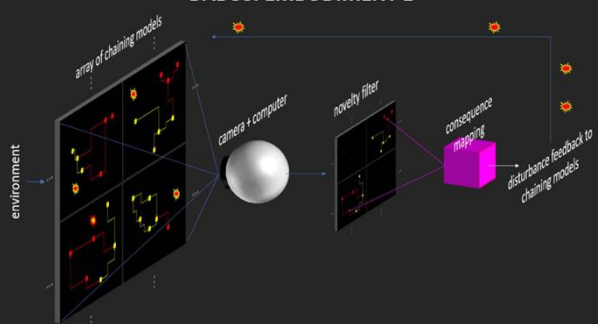 array of chaining models
camera + computer
novelty filter
consequence
mapping
environment
disturbance feedback to
chaining models